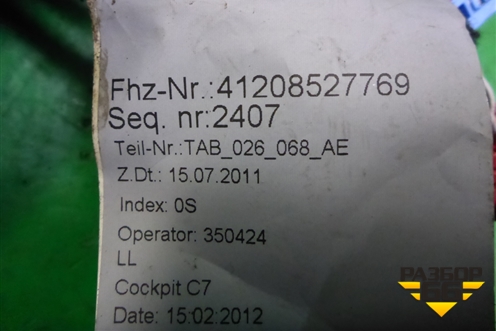 Fhz-Nr.:41208527769
Seq. nr:2407
Teil-Nr.:TAB_026_068_AE
Z.Dt.: 15.07.2011
Index: 0S
Operator: 350424
LL
Cockpit C7
Date: 15:02:2012
РАЗБОР